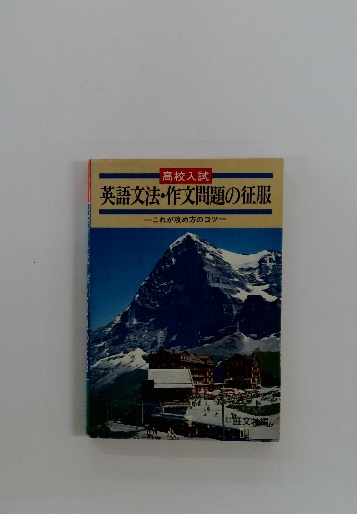 高校入試
英語文法・作文問題の征服
—これが攻め方のコツ—
旺文社編